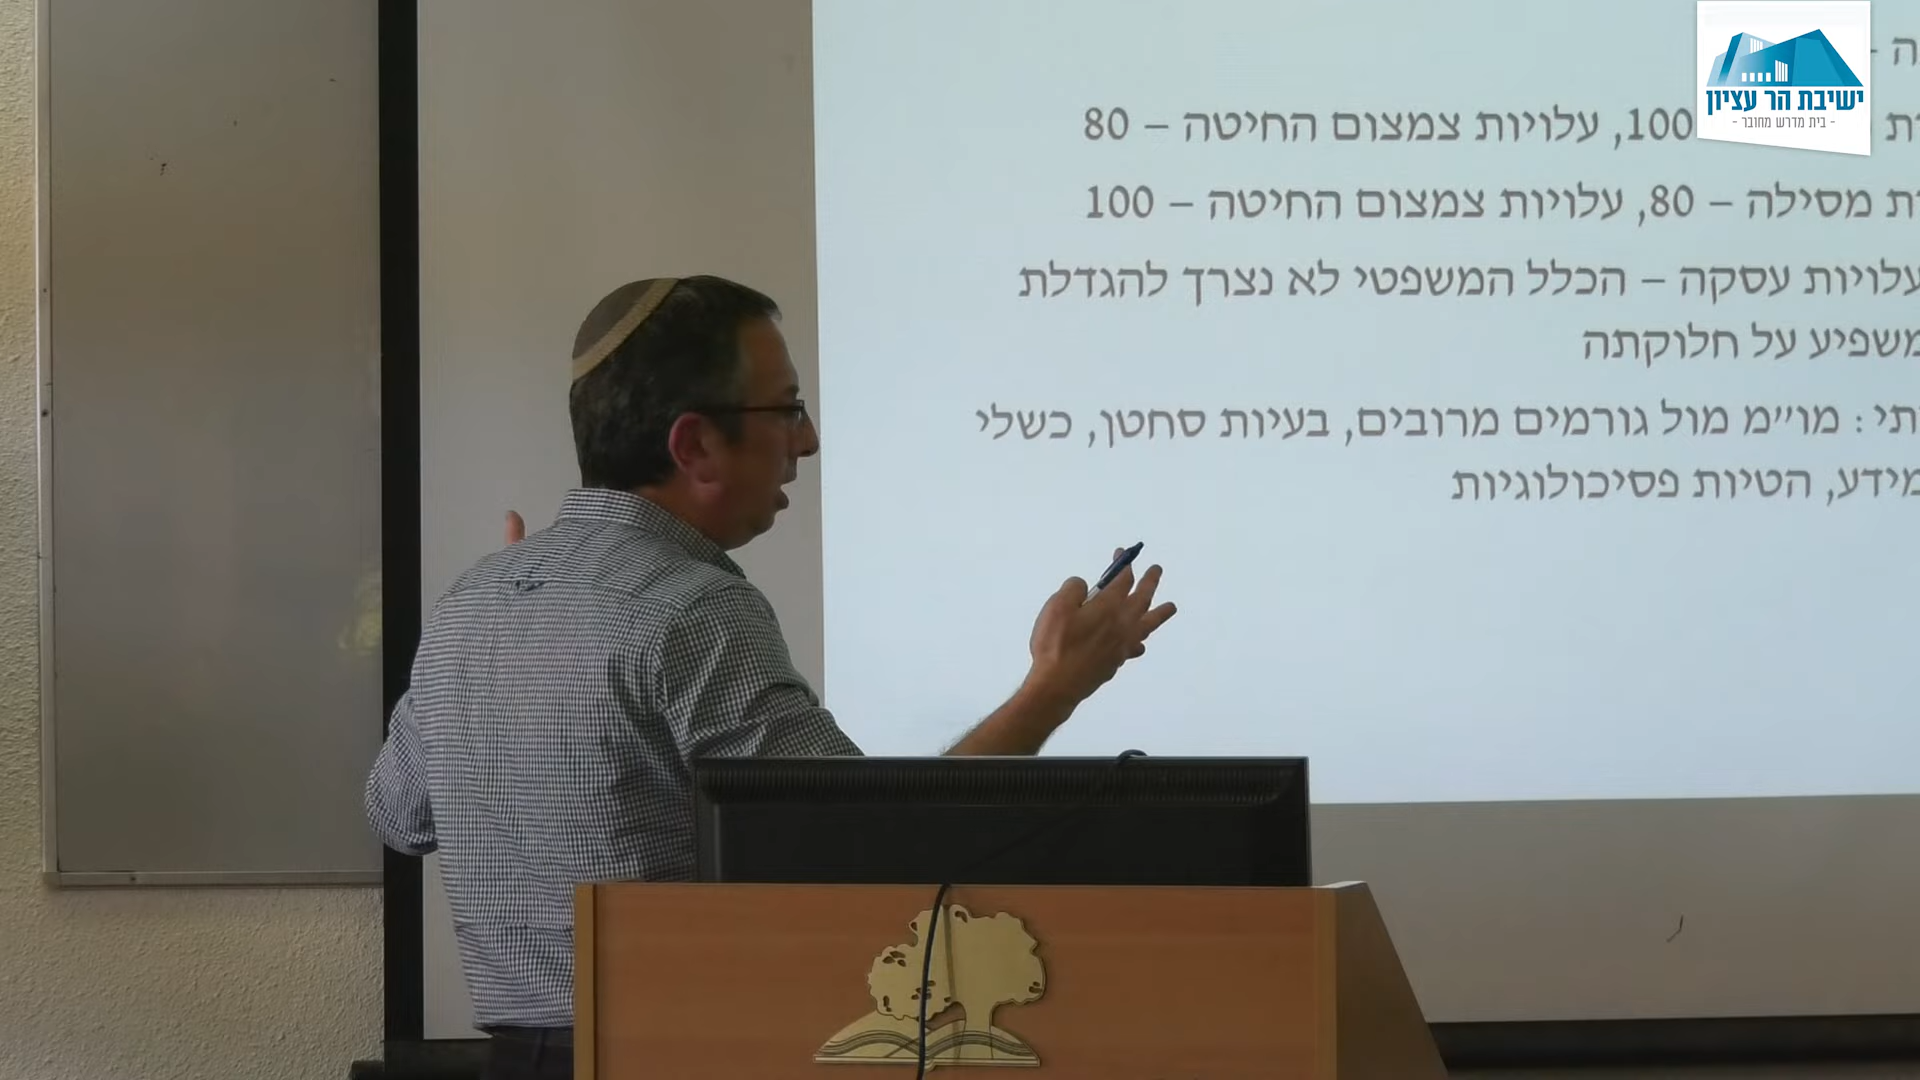 ישיבת הר עציון
- בית מדרש מחובר -
100, עלויות צמצום החיטה – 80
מסילה – 80, עלויות צמצום החיטה – 100
עלויות עסקה – הכלל המשפטי לא נצרך להגדלת
משפיע על חלוקתה
מו"מ מול גורמים מרובים, בעיות סחטן, כשלי
מידע, הטיות פסיכולוגיות